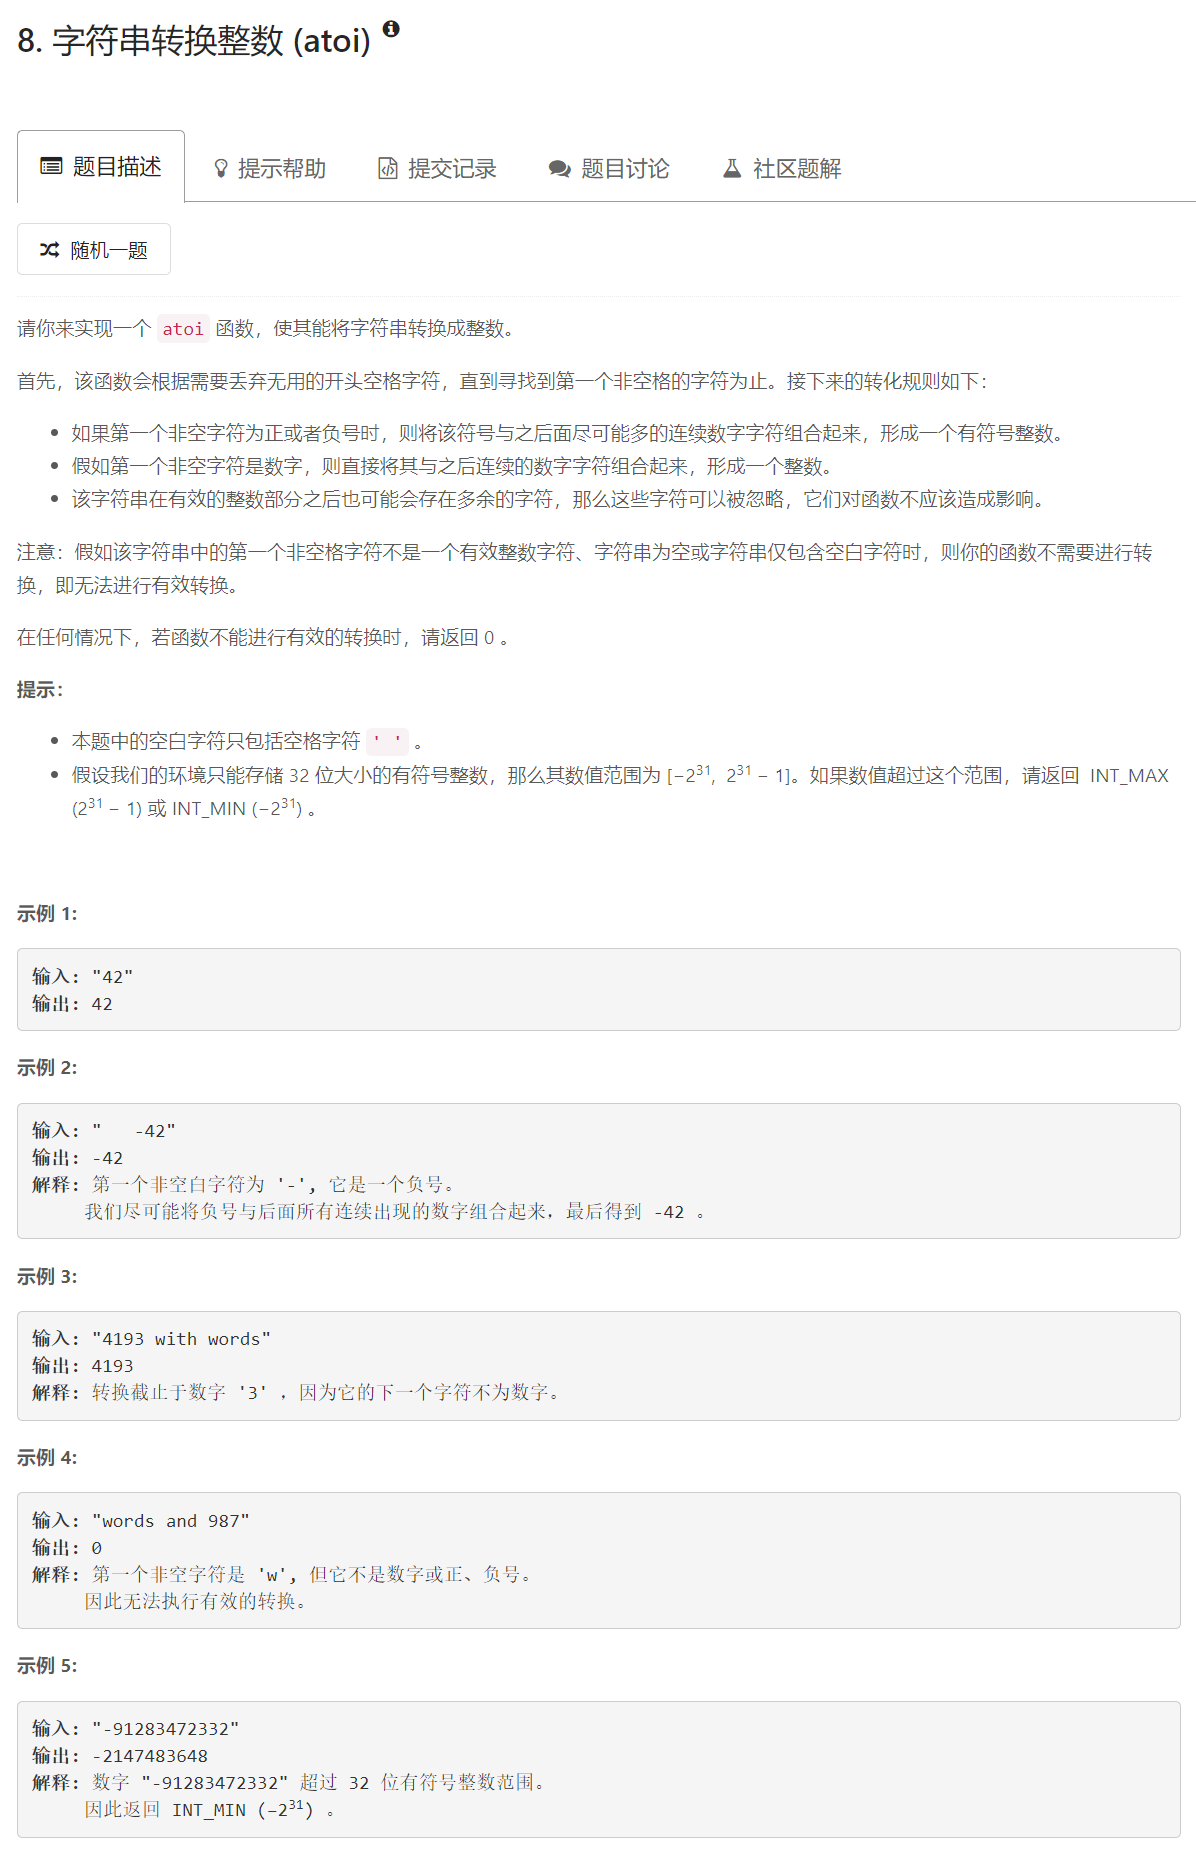 8. 字符串转换整数 (atoi)
题目描述
提示帮助
提交记录
题目讨论
社区题解
随机一题
请你来实现一个 atoi 函数，使其能将字符串转换成整数。
首先，该函数会根据需要丢弃无用的开头空格字符，直到寻找到第一个非空格的字符为止。接下来的转化规则如下：
如果第一个非空字符为正或者负号时，则将该符号与之后面尽可能多的连续数字字符组合起来，形成一个有符号整数。
假如第一个非空字符是数字，则直接将其与之后连续的数字字符组合起来，形成一个整数。
该字符串在有效的整数部分之后也可能会存在多余的字符，那么这些字符可以被忽略，它们对函数不应该造成影响。
注意：假如该字符串中的第一个非空格字符不是一个有效整数字符、字符串为空或字符串仅包含空白字符时，则你的函数不需要进行转
换，即无法进行有效转换。
在任何情况下，若函数不能进行有效的转换时，请返回 0 。
提示：
本题中的空白字符只包括空格字符 ' ' 。
假设我们的环境只能存储 32 位大小的有符号整数，那么其数值范围为 [−2³¹, 2³¹ − 1]。如果数值超过这个范围，请返回 INT_MAX
(2³¹ − 1) 或 INT_MIN (−2³¹) 。
示例 1:
输入: "42"
输出: 42
示例 2:
输入: "   -42"
输出: -42
解释: 第一个非空白字符为 '-', 它是一个负号。
我们尽可能将负号与后面所有连续出现的数字组合起来，最后得到 -42 。
示例 3:
输入: "4193 with words"
输出: 4193
解释: 转换截止于数字 '3' ，因为它的下一个字符不为数字。
示例 4:
输入: "words and 987"
输出: 0
解释: 第一个非空字符是 'w', 但它不是数字或正、负号。
因此无法执行有效的转换。
示例 5:
输入: "-91283472332"
输出: -2147483648
解释: 数字 "-91283472332" 超过 32 位有符号整数范围。
因此返回 INT_MIN (−2³¹) 。